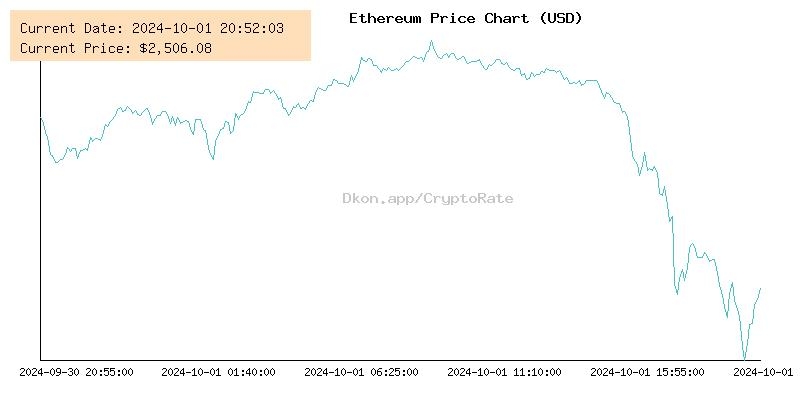 Ethereum Price Chart (USD)
Current Date: 2024-10-01 20:52:03
Current Price: $2,506.08
Dkon.app/CryptoRate
2024-09-30 20:55:00 2024-10-01 01:40:00 2024-10-01 06:25:00 2024-10-01 11:10:00 2024-10-01 15:55:00 2024-10-01